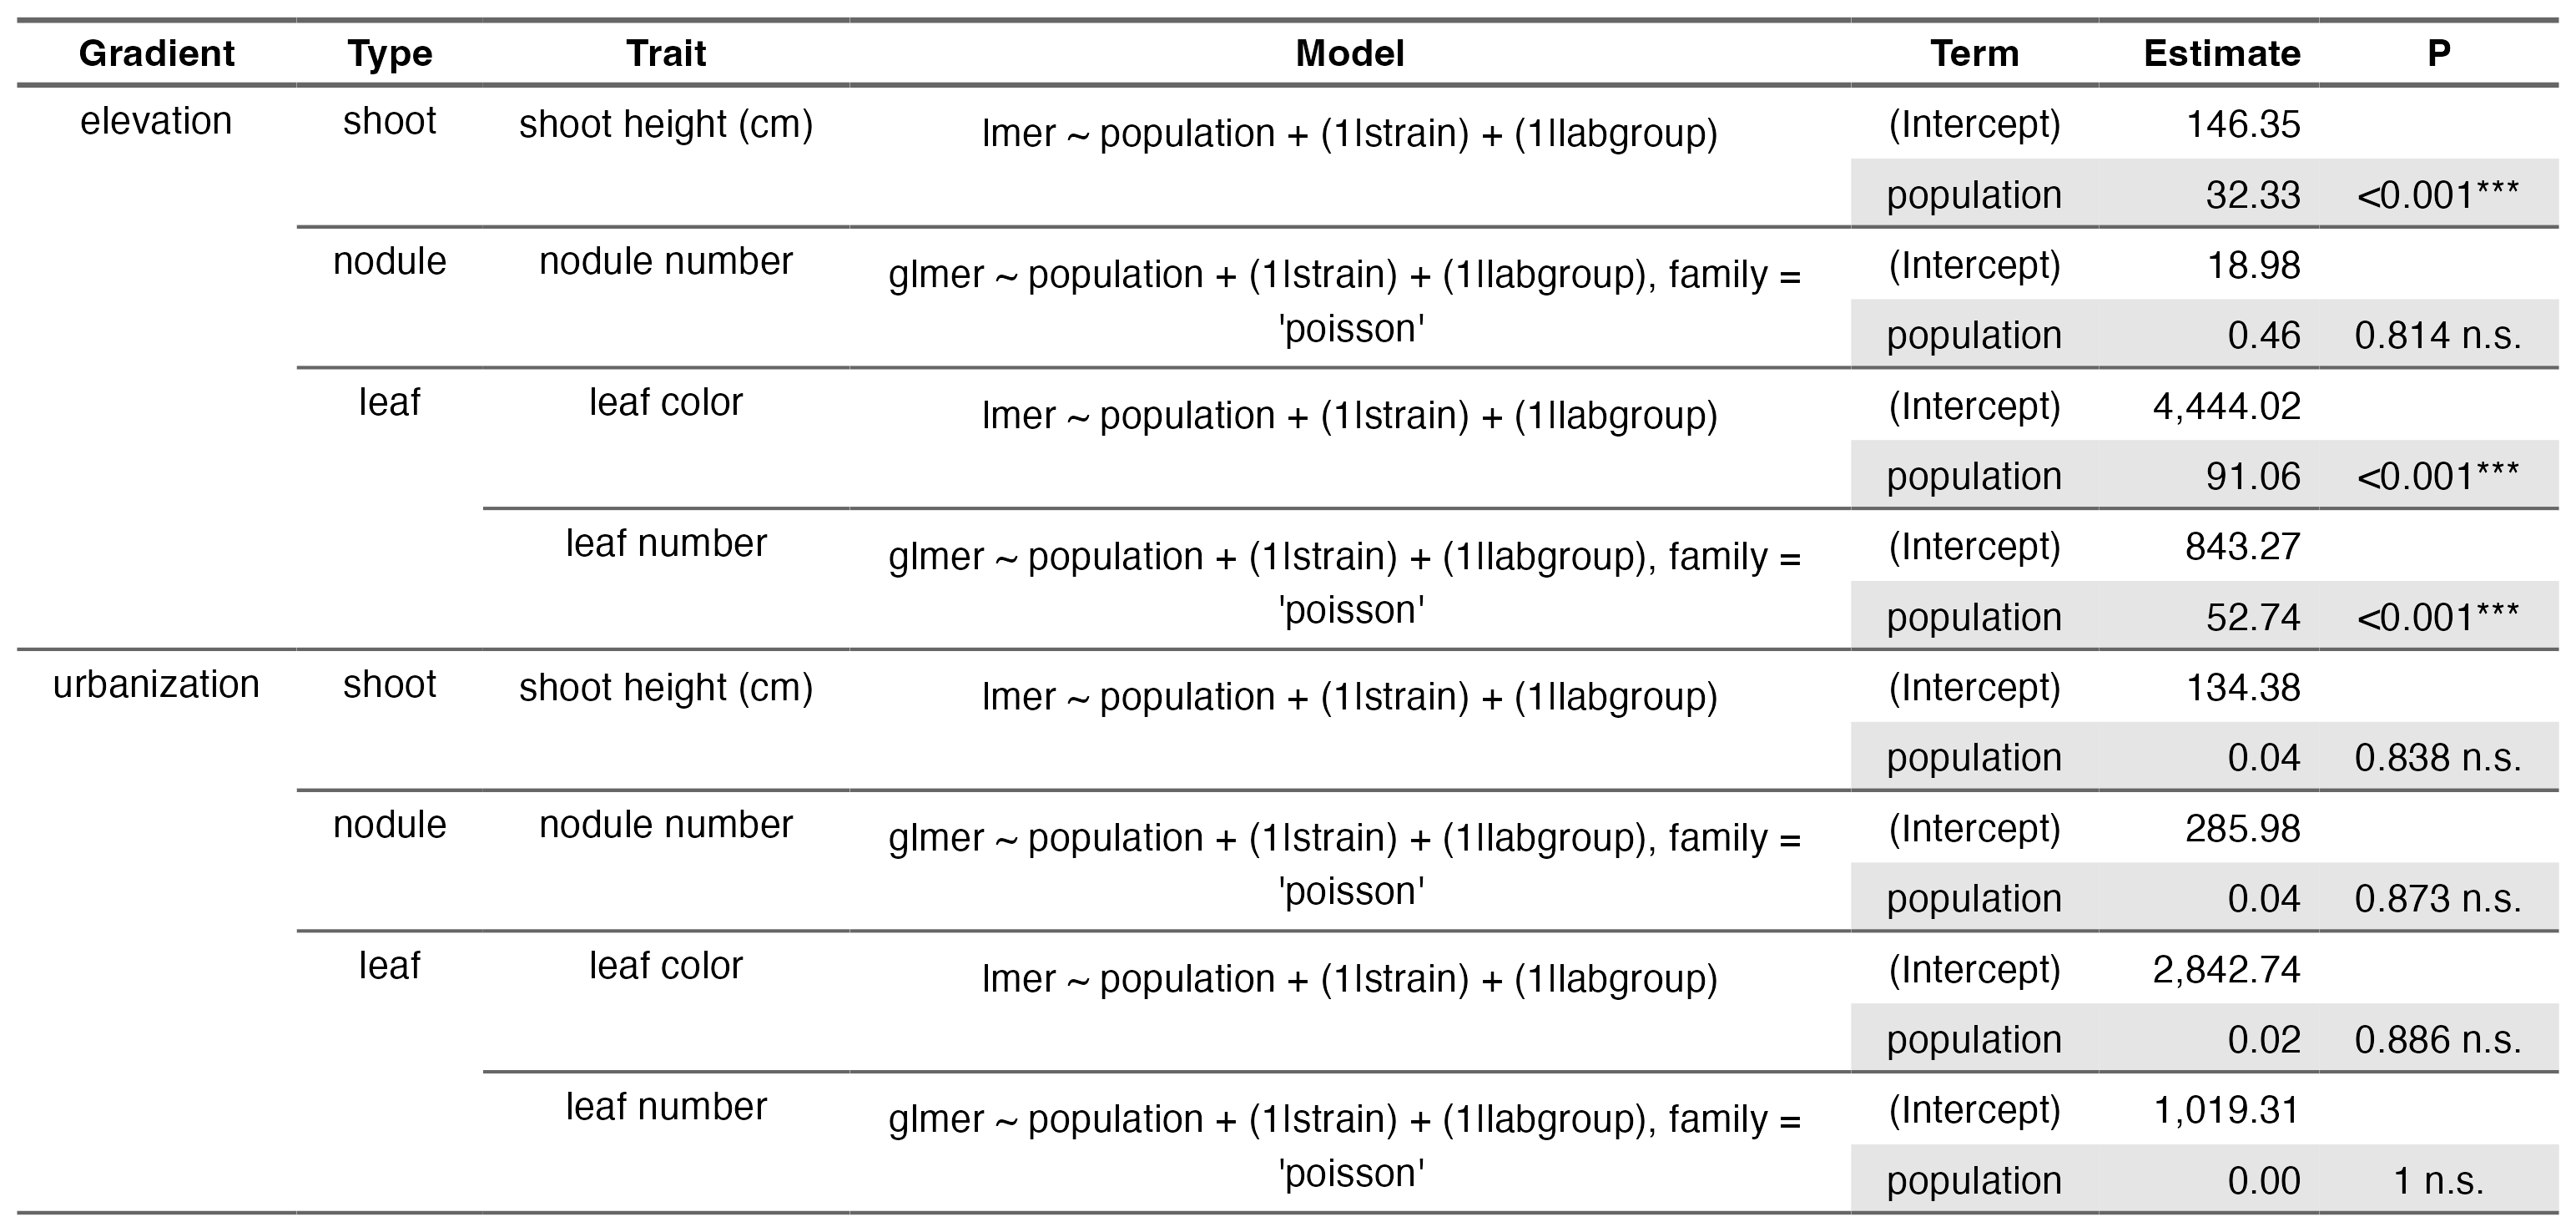 Gradient Type Trait Model Term Estimate P
elevation shoot shoot height (cm) lmer ~ population + (1|strain) + (1|labgroup) (Intercept) 146.35
population 32.33 <0.001***
nodule nodule number glmer ~ population + (1|strain) + (1|labgroup), family = (Intercept) 18.98
'poisson' population 0.46 0.814 n.s.
leaf leaf color lmer ~ population + (1|strain) + (1|labgroup) (Intercept) 4,444.02
population 91.06 <0.001***
leaf number glmer ~ population + (1|strain) + (1|labgroup), family = (Intercept) 843.27
'poisson' population 52.74 <0.001***
urbanization shoot shoot height (cm) lmer ~ population + (1|strain) + (1|labgroup) (Intercept) 134.38
population 0.04 0.838 n.s.
nodule nodule number glmer ~ population + (1|strain) + (1|labgroup), family = (Intercept) 285.98
'poisson' population 0.04 0.873 n.s.
leaf leaf color lmer ~ population + (1|strain) + (1|labgroup) (Intercept) 2,842.74
population 0.02 0.886 n.s.
leaf number glmer ~ population + (1|strain) + (1|labgroup), family = (Intercept) 1,019.31
'poisson' population 0.00 1 n.s.